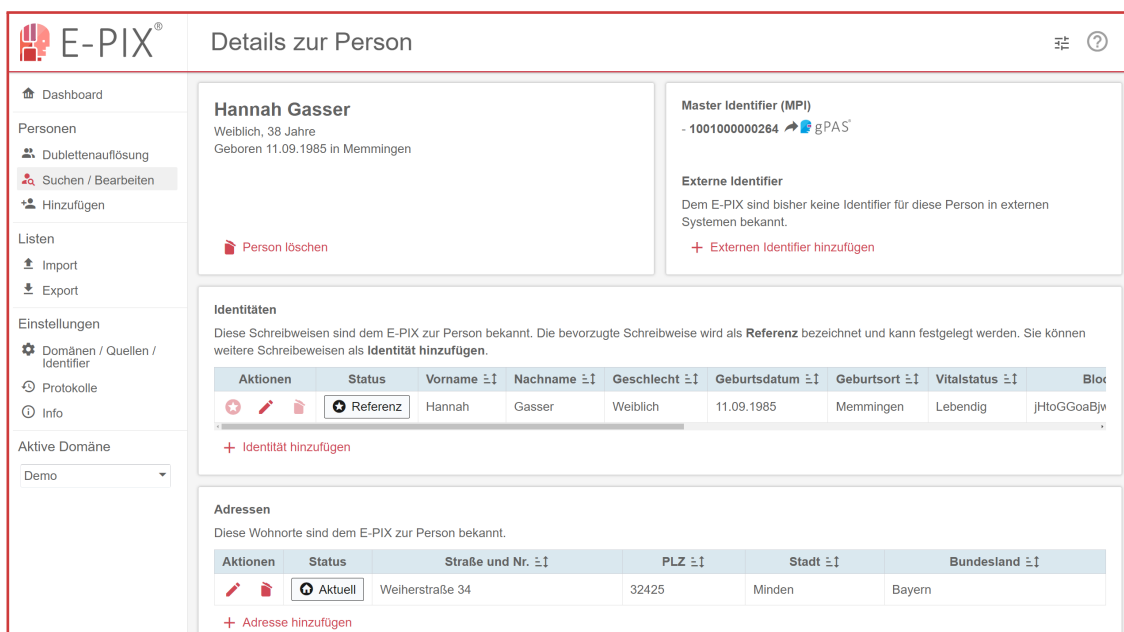 E-PIX®
Details zur Person
Dashboard
Personen
Dublettenauflösung
Suchen / Bearbeiten
Hinzufügen
Listen
Import
Export
Einstellungen
Domänen / Quellen /
Identifier
Protokolle
Info
Aktive Domäne
Demo
Hannah Gasser
Weiblich, 38 Jahre
Geboren 11.09.1985 in Memmingen
Person löschen
Master Identifier (MPI)
- 1001000000264 gPAS
Externe Identifier
Dem E-PIX sind bisher keine Identifier für diese Person in externen
Systemen bekannt.
+ Externen Identifier hinzufügen
Identitäten
Diese Schreibweisen sind dem E-PIX zur Person bekannt. Die bevorzugte Schreibweise wird als Referenz bezeichnet und kann festgelegt werden. Sie können
weitere Schreibeweisen als Identität hinzufügen.
Aktionen Status Vorname Nachname Geschlecht Geburtsdatum Geburtsort Vitalstatus Bloc
Referenz Hannah Gasser Weiblich 11.09.1985 Memmingen Lebendig jHtoGGoaBjw
+ Identität hinzufügen
Adressen
Diese Wohnorte sind dem E-PIX zur Person bekannt.
Aktionen Status Straße und Nr. PLZ Stadt Bundesland
Aktuell Weiherstraße 34 32425 Minden Bayern
+ Adresse hinzufügen